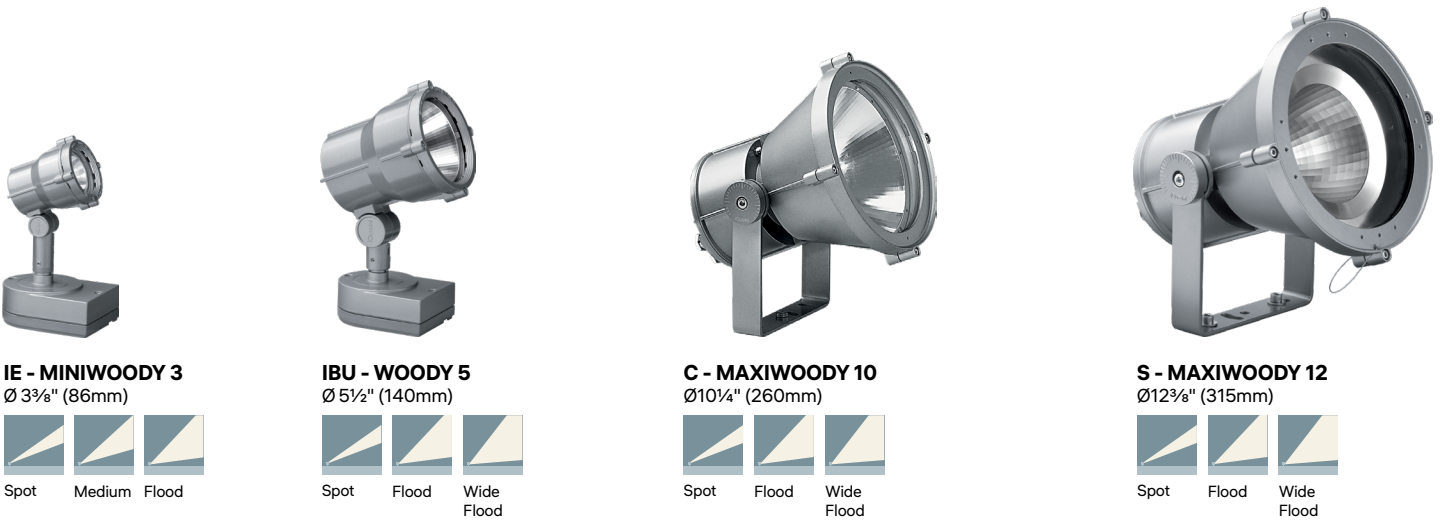 IE - MINIWOODY 3
Ø 3⅜" (86mm)
Spot
Medium
Flood
IBU - WOODY 5
Ø 5½" (140mm)
Spot
Flood
Wide
Flood
C - MAXIWOODY 10
Ø10¼" (260mm)
Spot
Flood
Wide
Flood
S - MAXIWOODY 12
Ø12⅜" (315mm)
Spot
Flood
Wide
Flood